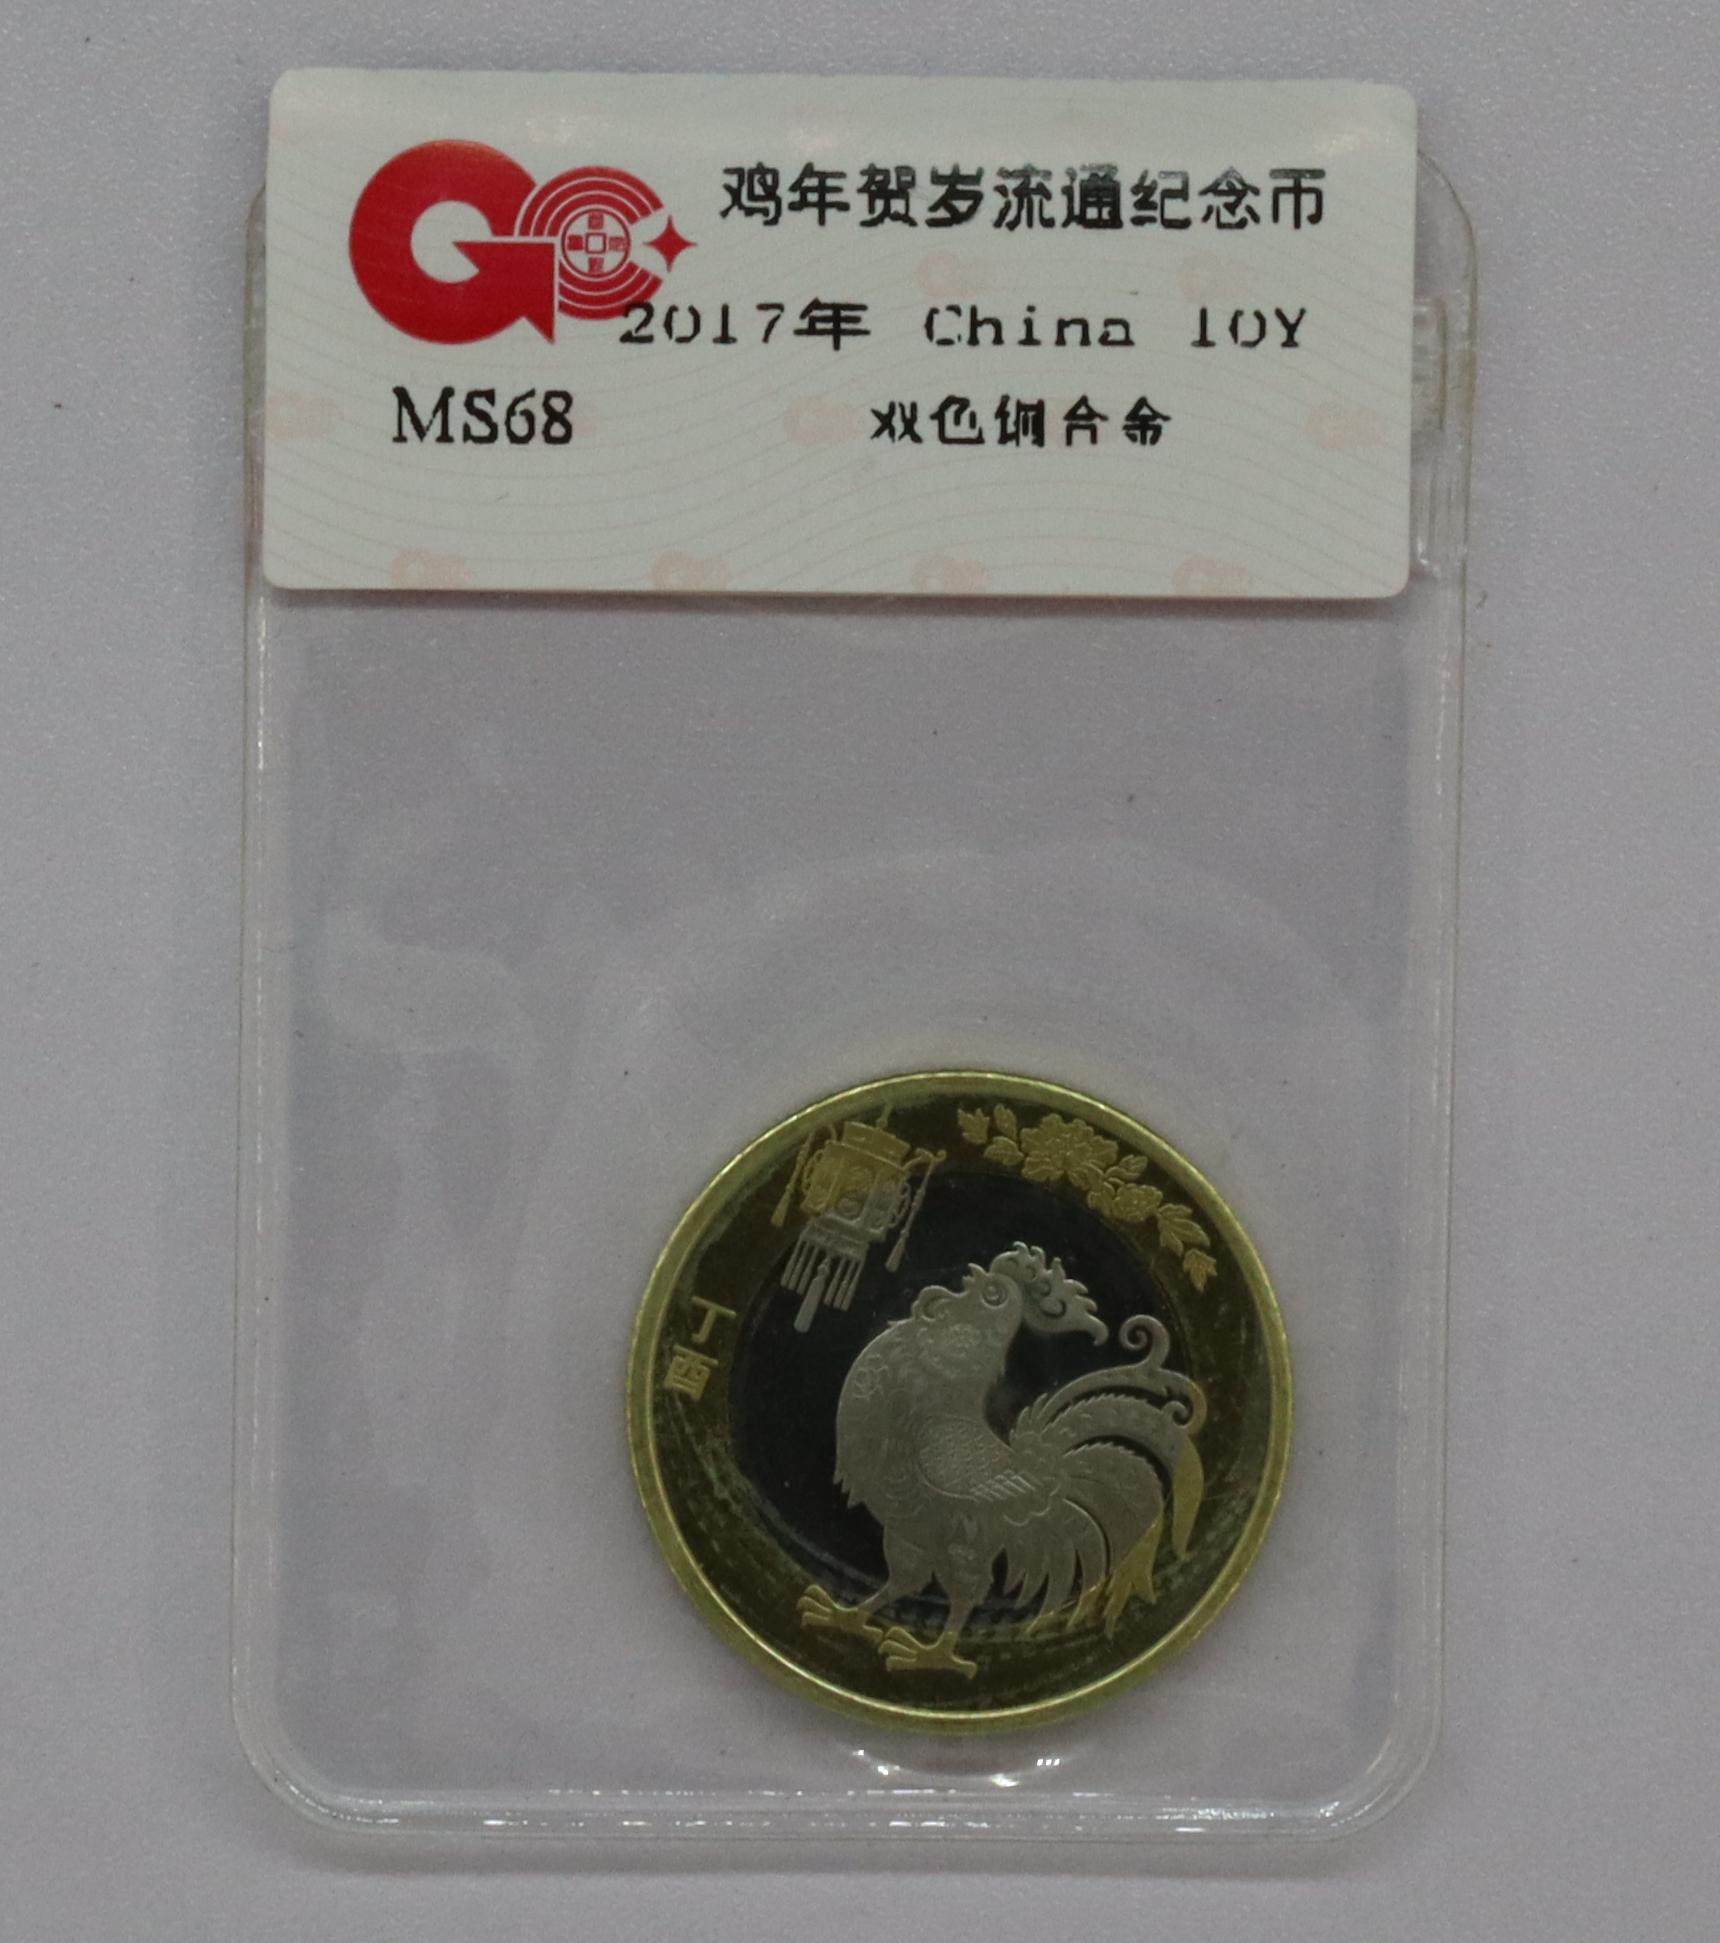 鸡年贺岁流通纪念币
2017年 China 10Y
MS68 双色铜合金
丁酉